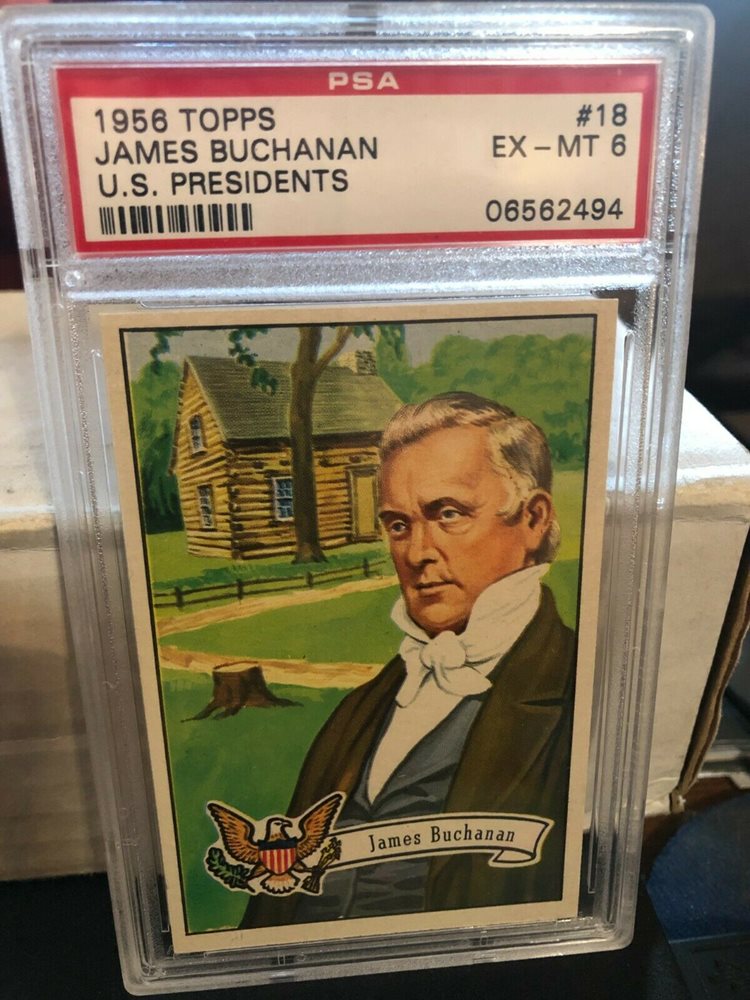 PSA
1956 TOPPS #18
JAMES BUCHANAN EX - MT 6
U.S. PRESIDENTS
06562494
James Buchanan